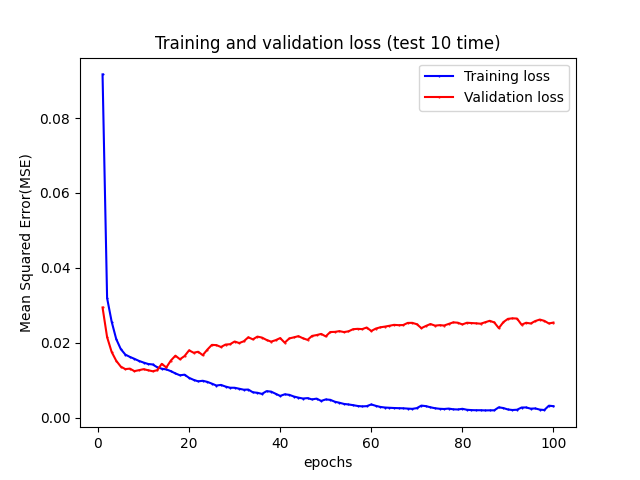 Training and validation loss (test 10 time)
Training loss
Validation loss
Mean Squared Error(MSE)
0.08
0.06
0.04
0.02
0.00
0
20
40
60
80
100
epochs